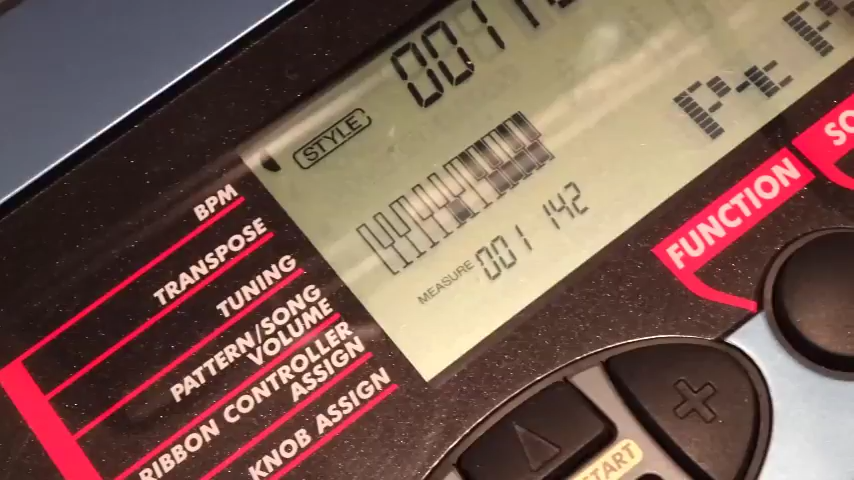 STYLE
BPM
TRANSPOSE
TUNING
PATTERN/SONG
VOLUME
RIBBON CONTROLLER
ASSIGN
KNOB ASSIGN
MEASURE 001 142
FUNCTION
START